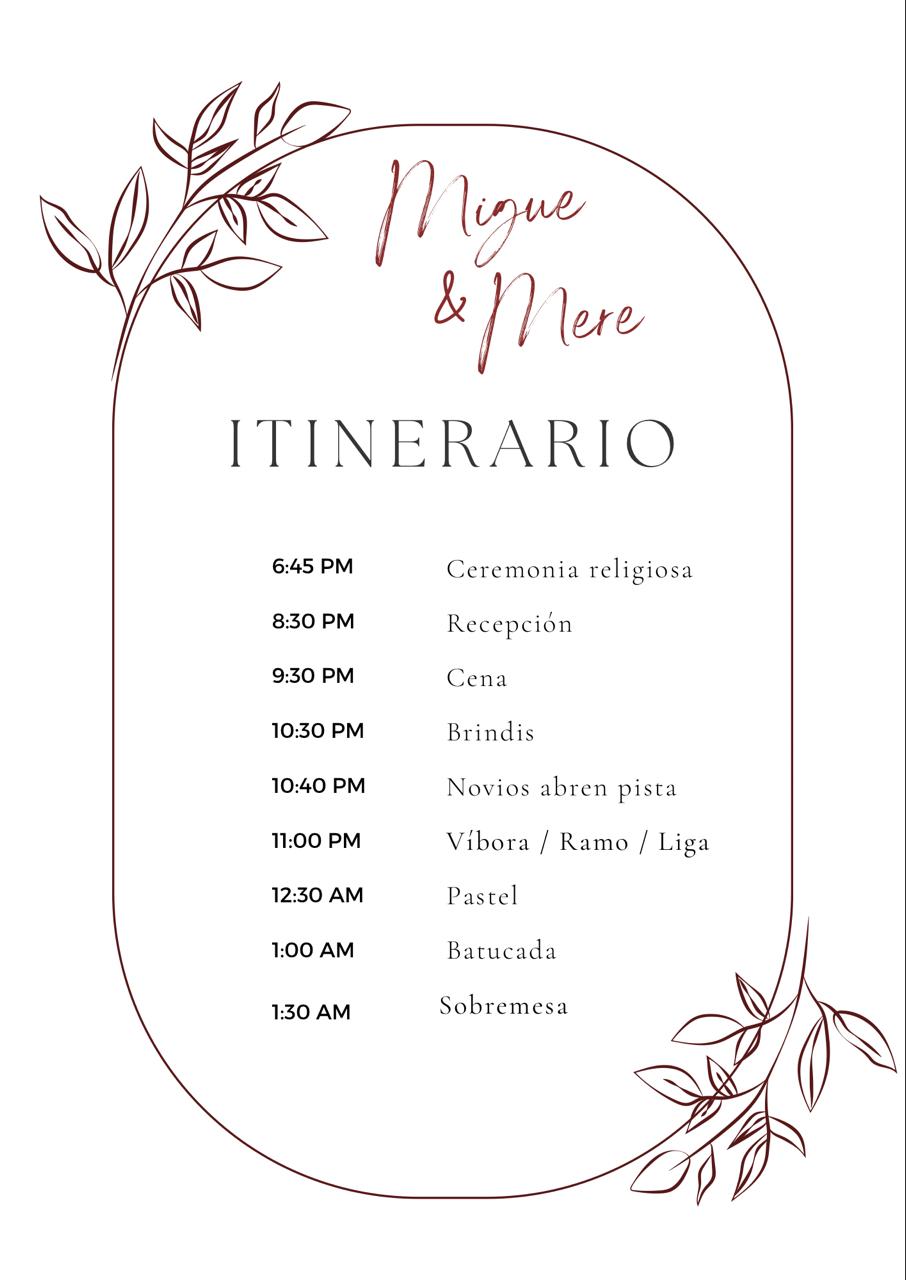 Migue
& Mere
ITINERARIO
6:45 PM Ceremonia religiosa
8:30 PM Recepción
9:30 PM Cena
10:30 PM Brindis
10:40 PM Novios abren pista
11:00 PM Víbora / Ramo / Liga
12:30 AM Pastel
1:00 AM Batucada
1:30 AM Sobremesa